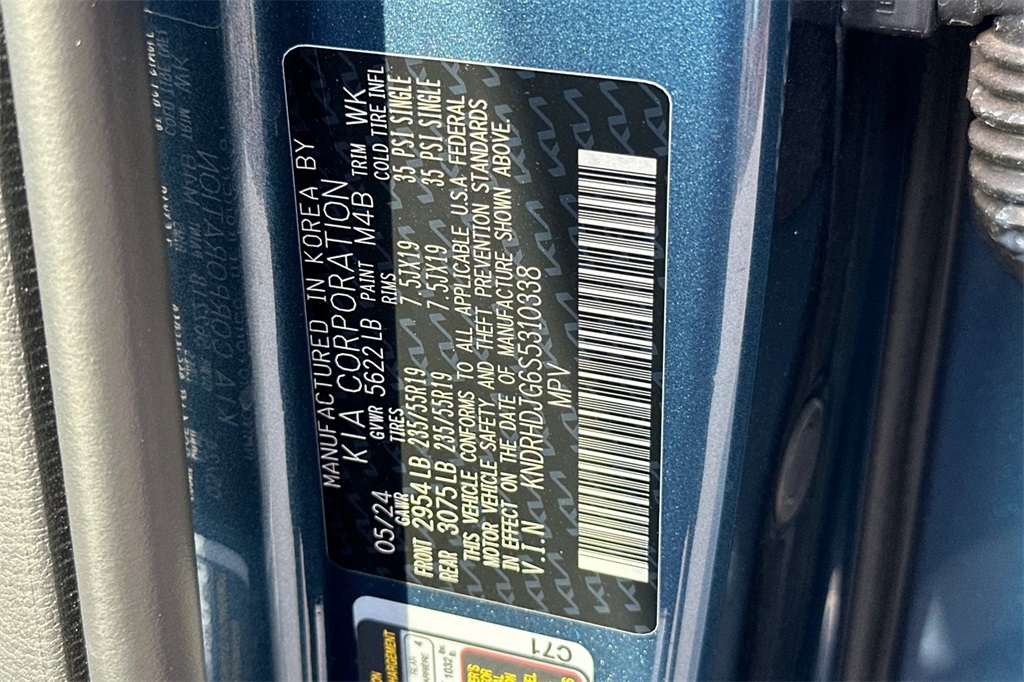 MANUFACTURED IN KOREA BY
KIA CORPORATION
05/24 GVWR 5622 LB PAINT M4B TRIM WK
GAWR TIRES RIMS COLD TIRE INFL
FRONT 2954 LB 235/55R19 7.5JX19 35 PSI SINGLE
REAR 3075 LB 235/55R19 7.5JX19 35 PSI SINGLE
THIS VEHICLE CONFORMS TO ALL APPLICABLE U.S.A FEDERAL
MOTOR VEHICLE SAFETY AND THEFT PREVENTION STANDARDS
IN EFFECT ON THE DATE OF MANUFACTURE SHOWN ABOVE.
V.I.N KNDRHDJG6S5310338
MPV
C71
REAR 4